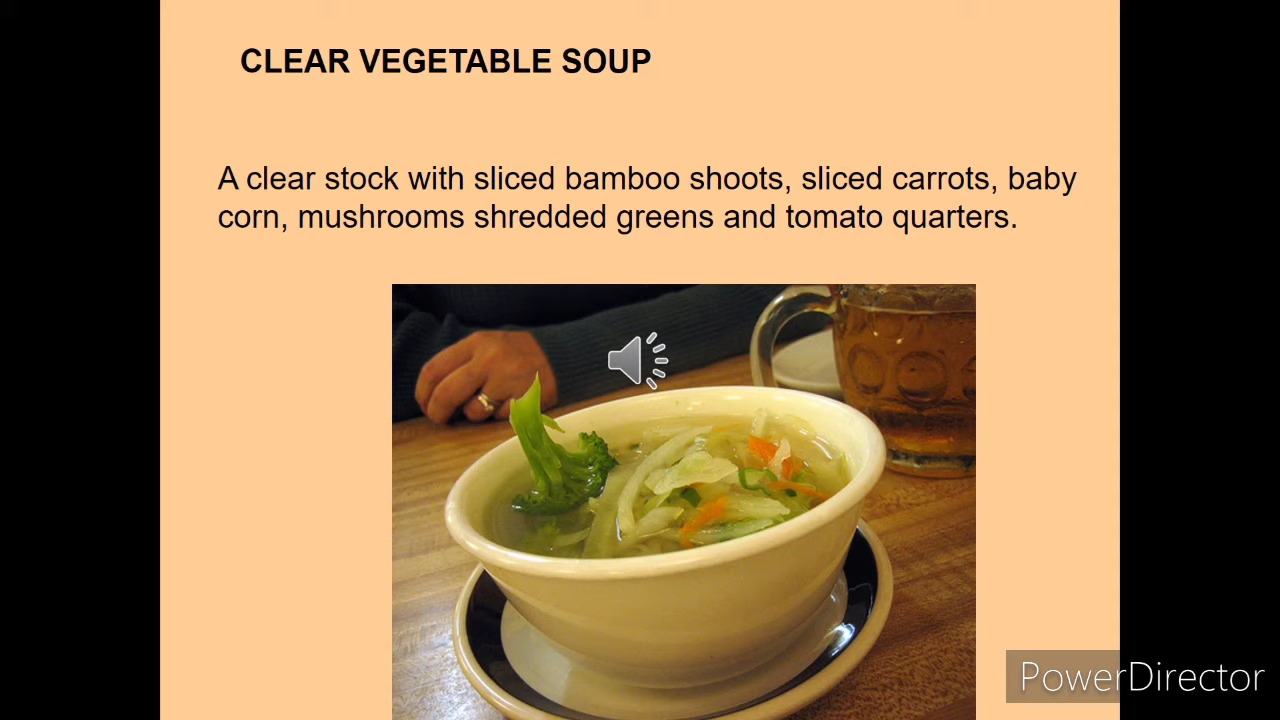 CLEAR VEGETABLE SOUP
A clear stock with sliced bamboo shoots, sliced carrots, baby
corn, mushrooms shredded greens and tomato quarters.
PowerDirector